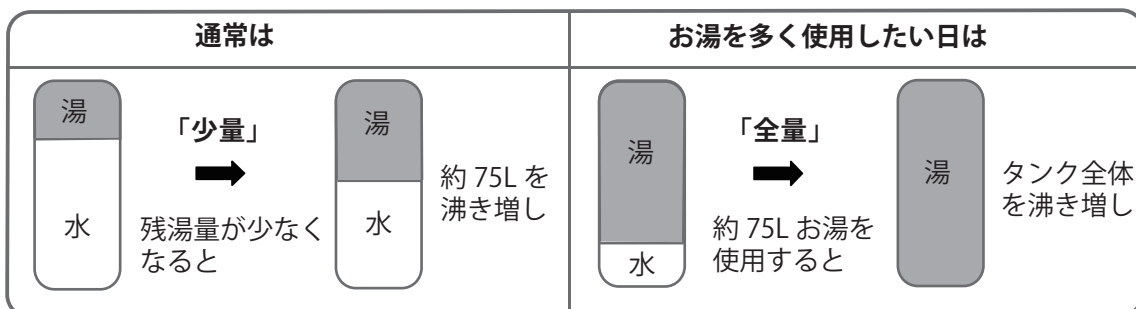 通常は
湯
水
「少量」
残湯量が少なく
なると
湯
水
約 75L を
沸き増し
お湯を多く使用したい日は
湯
水
「全量」
約 75L お湯を
使用すると
湯
タンク全体
を沸き増し